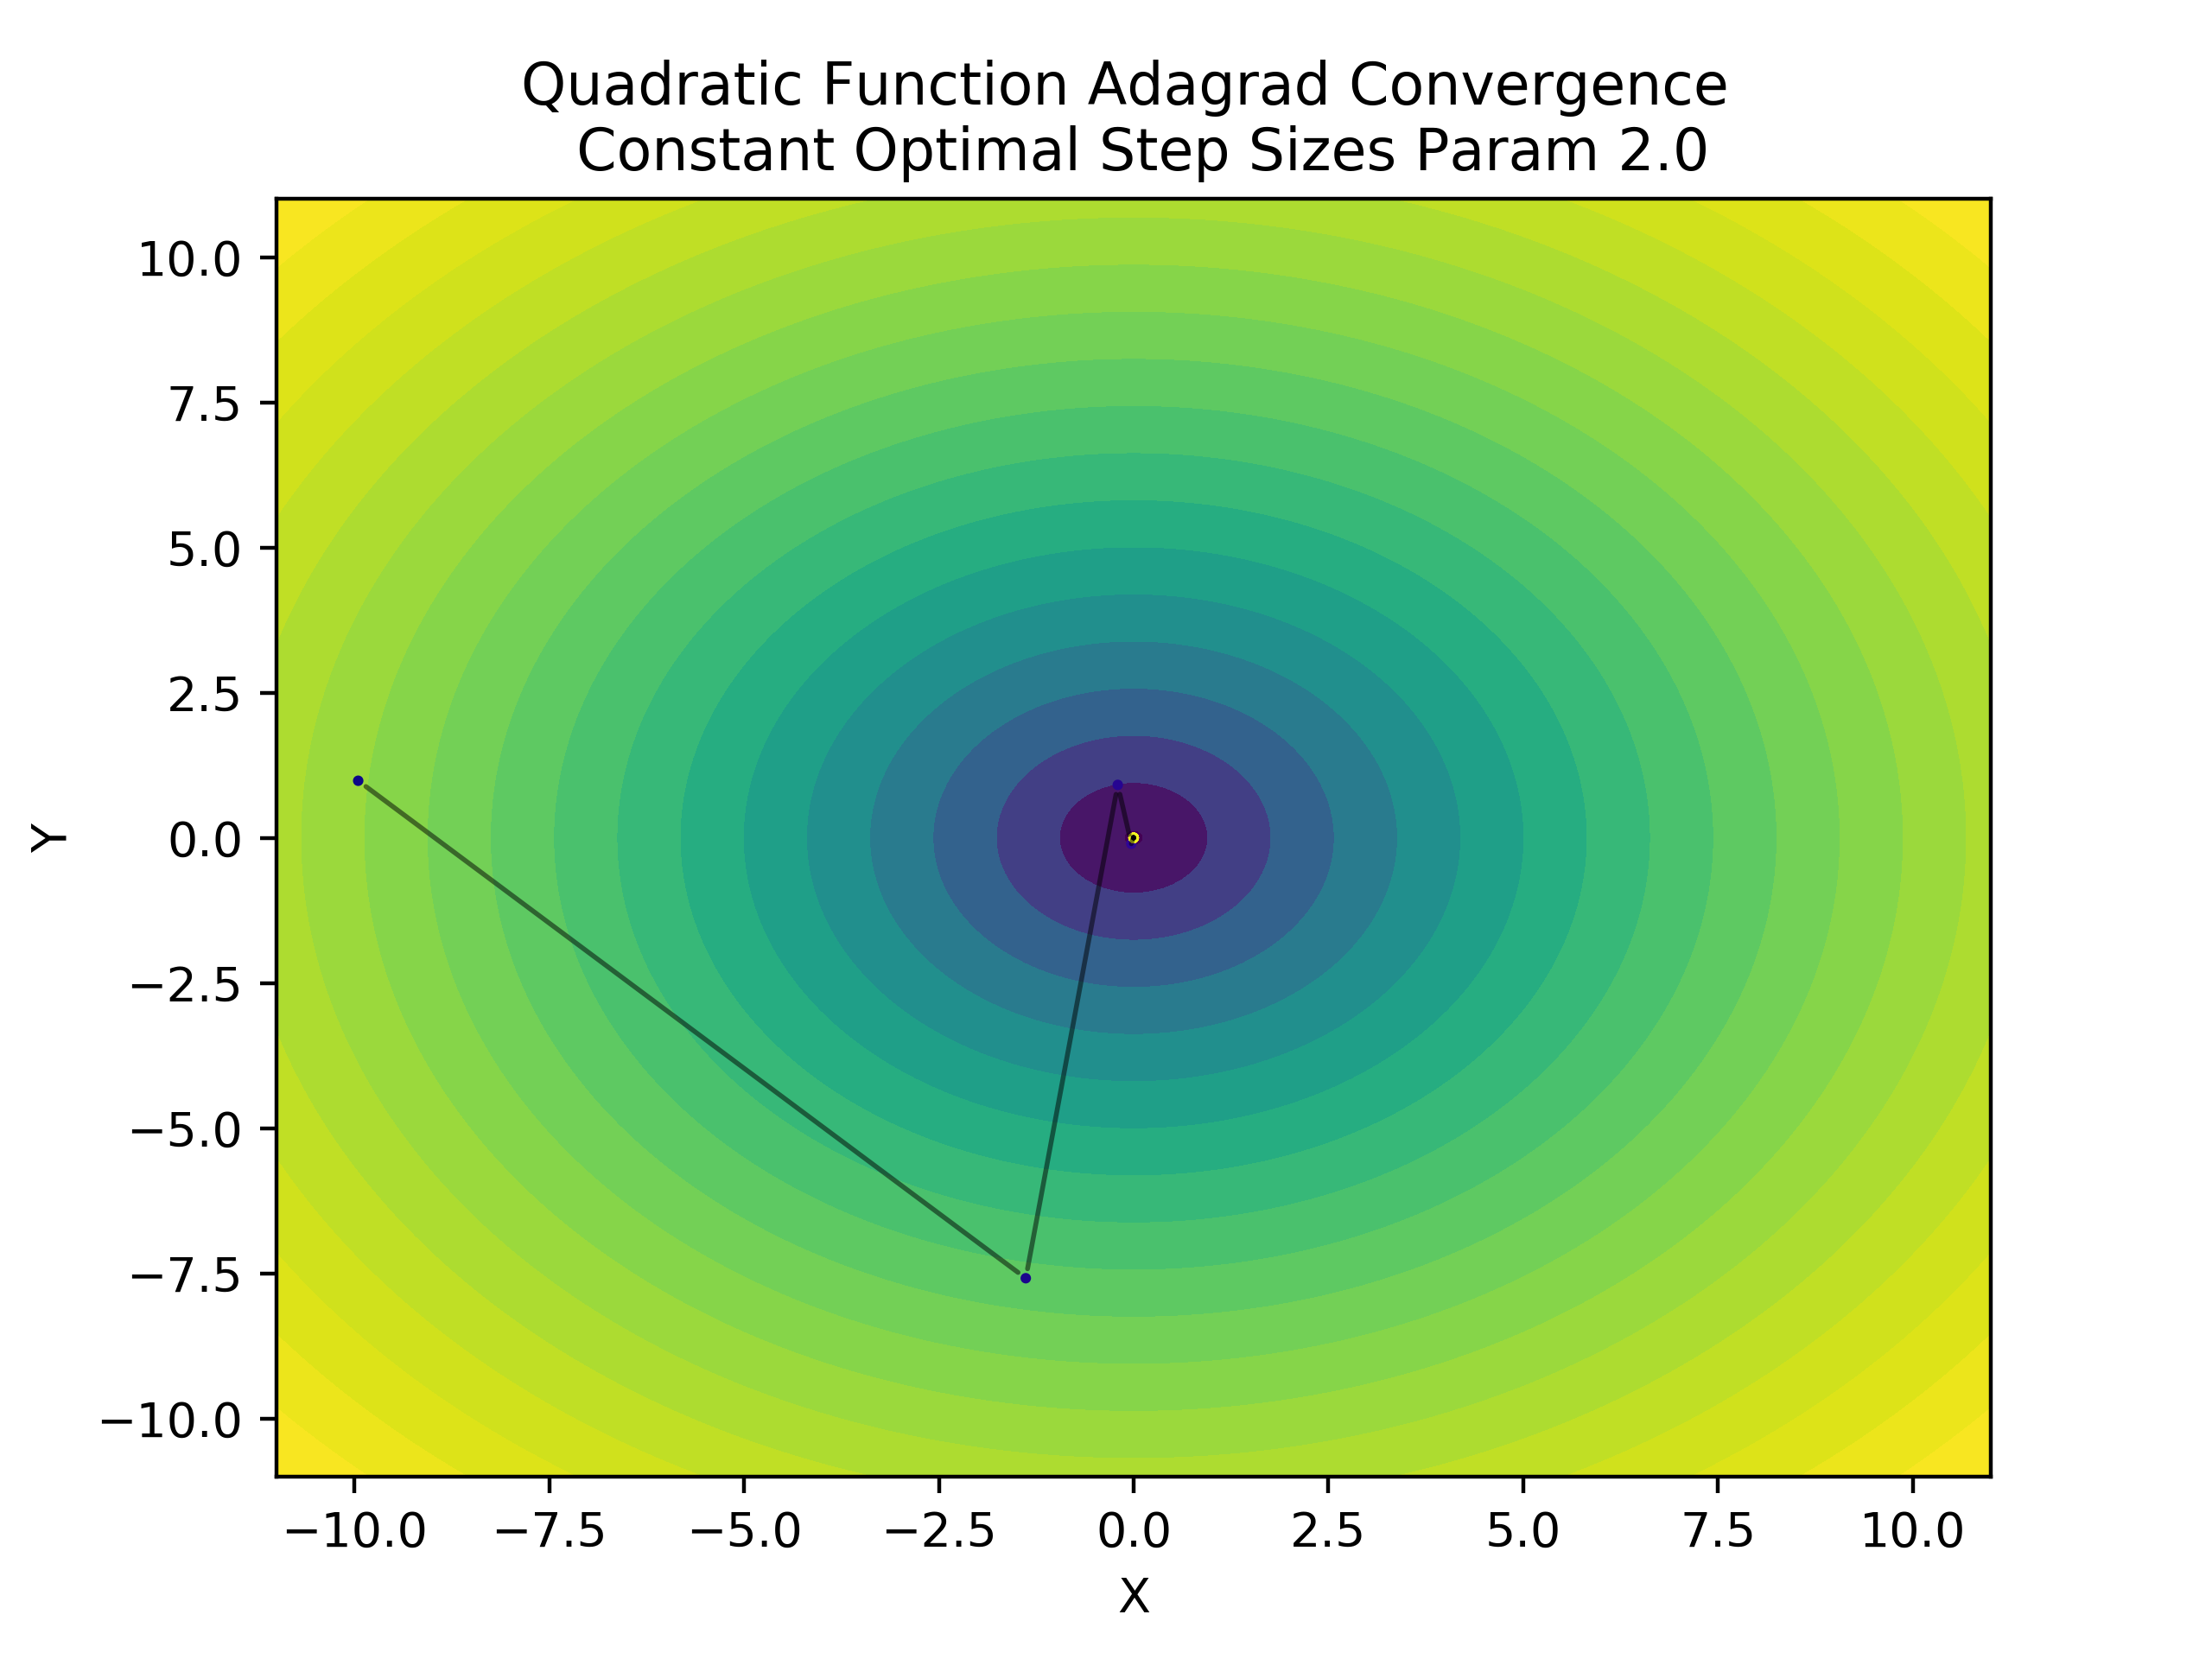 Quadratic Function Adagrad Convergence
Constant Optimal Step Sizes Param 2.0
10.0
7.5
5.0
2.5
0.0
−2.5
−5.0
−7.5
−10.0
Y
−10.0 −7.5 −5.0 −2.5 0.0 2.5 5.0 7.5 10.0
X